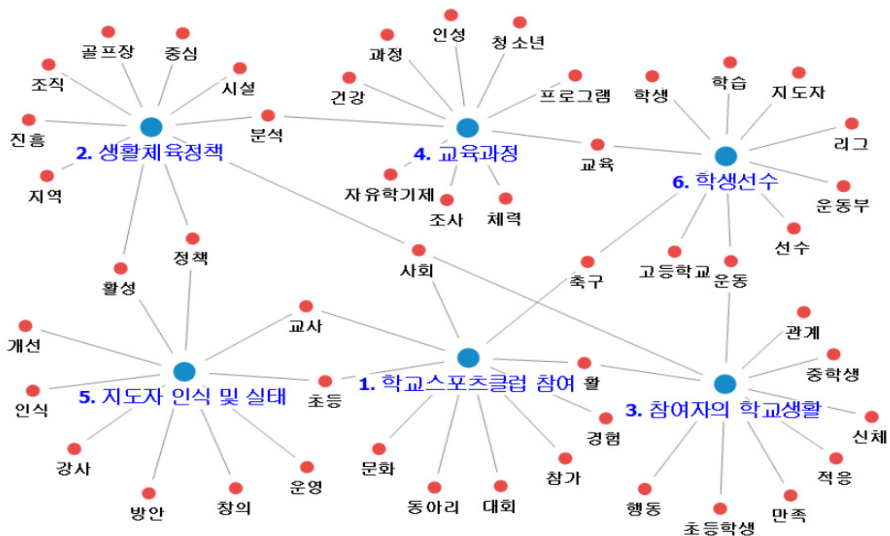 골프장
중심
조직
시설
진흥
분석
2. 생활체육정책
지역
정책
활성
인성
과정
청소년
건강
프로그램
4. 교육과정
교육
자유학기제
조사
체력
학생
학습
지도자
리그
6. 학생선수
운동부
선수
고등학교
운동
사회
축구
교사
개선
5. 지도자 인식 및 실태
인식
초등
강사
방안
창의
운영
1. 학교스포츠클럽 참여
활
경험
문화
동아리
대회
참가
관계
중학생
3. 참여자의 학교생활
신체
적응
만족
초등학생
행동